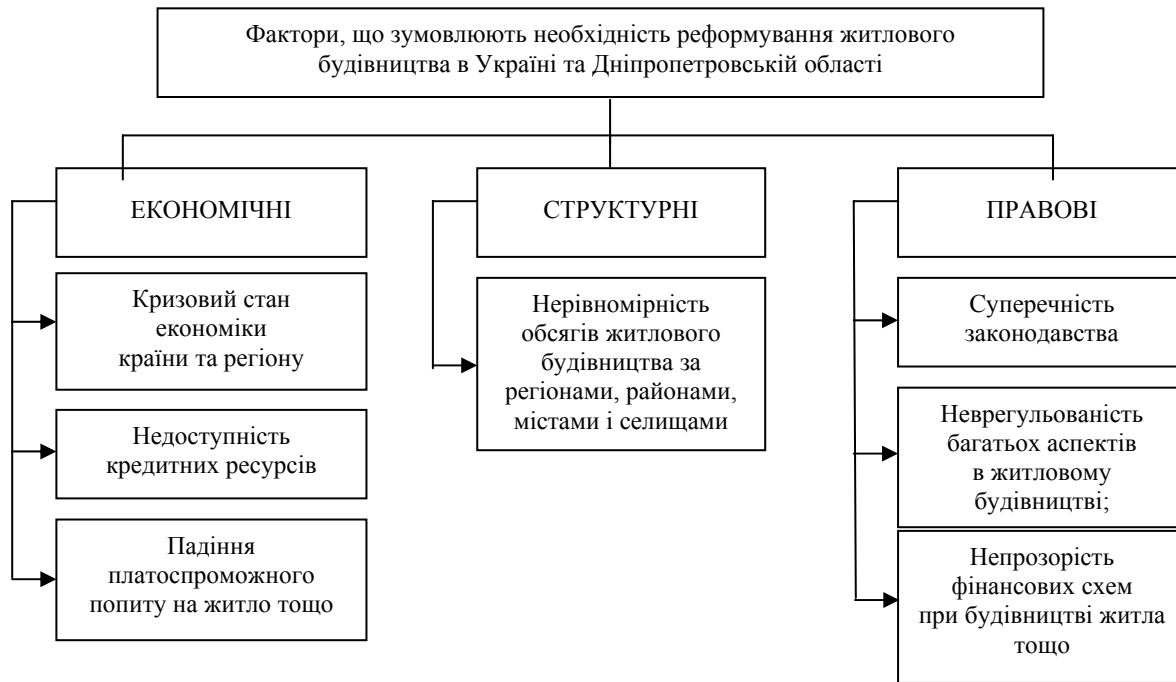 Фактори, що зумовлюють необхідність реформування житлового
будівництва в Україні та Дніпропетровській області
ЕКОНОМІЧНІ
Кризовий стан
економіки
країни та регіону
Недоступність
кредитних ресурсів
Падіння
платоспроможного
попиту на житло тощо
СТРУКТУРНІ
Нерівномірність
обсягів житлового
будівництва за
регіонами, районами,
містами і селищами
ПРАВОВІ
Суперечність
законодавства
Неврегульованість
багатьох аспектів
в житловому
будівництві;
Непрозорість
фінансових схем
при будівництві житла
тощо